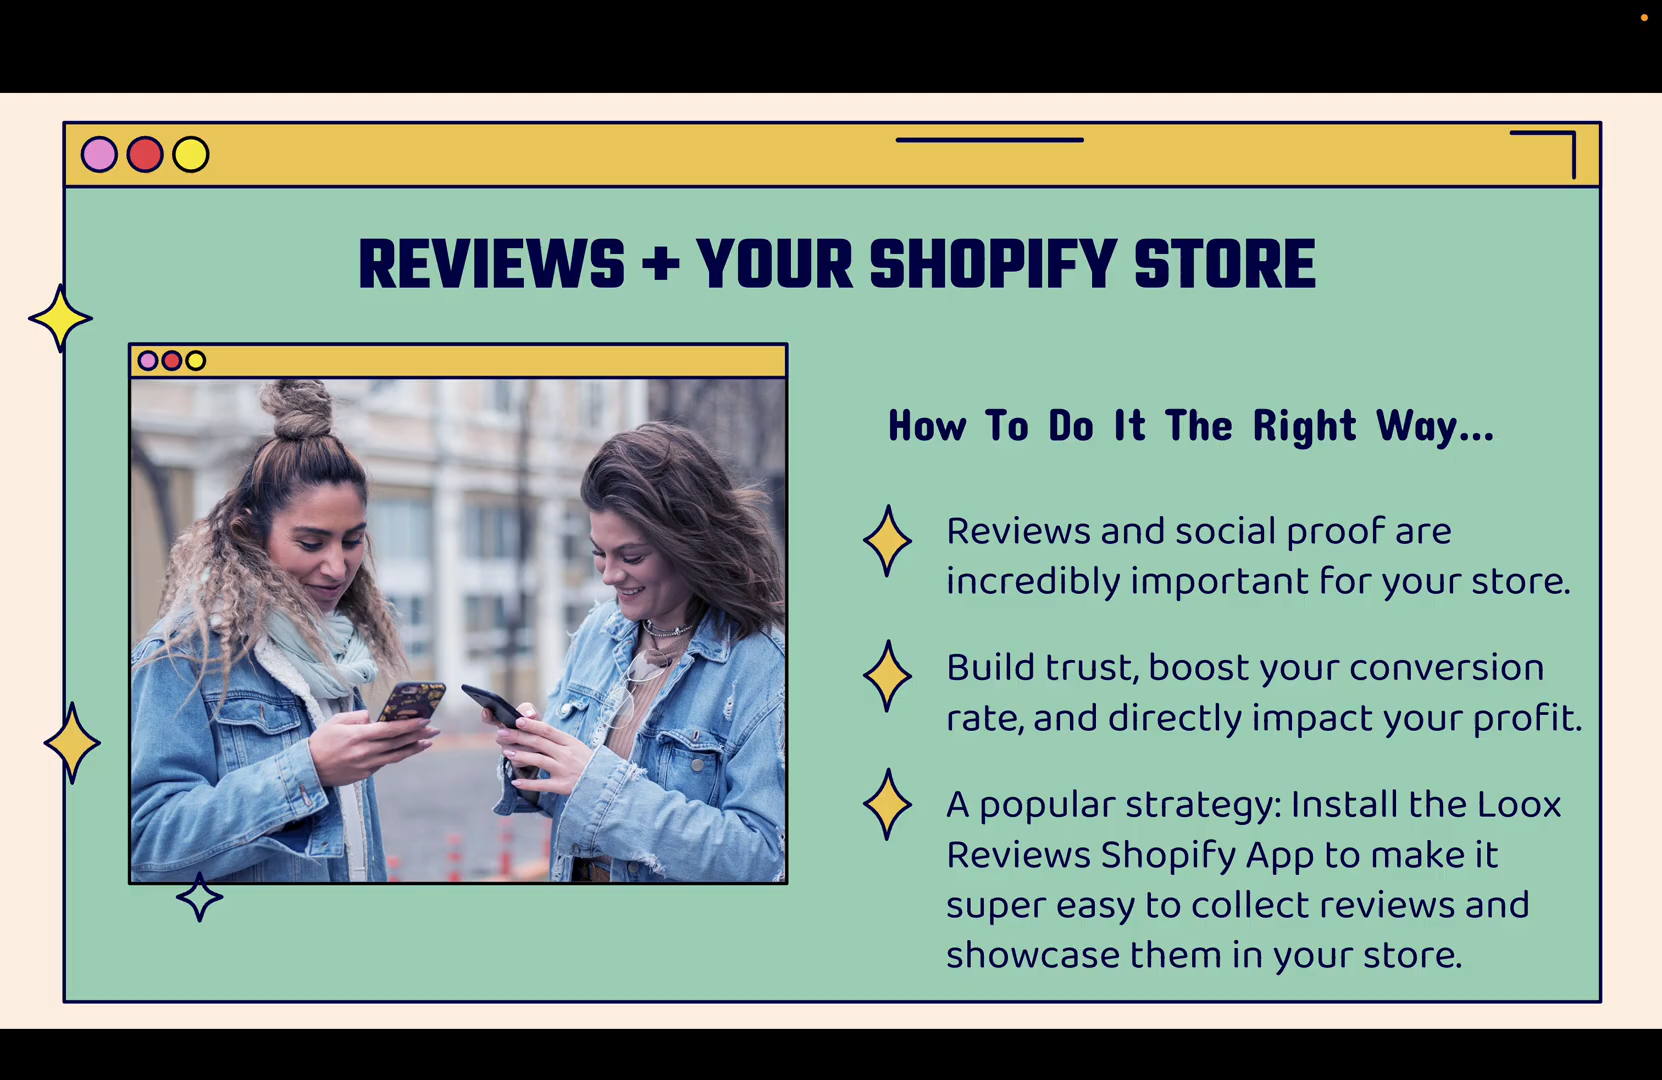 REVIEWS + YOUR SHOPIFY STORE
How To Do It The Right Way...
Reviews and social proof are
incredibly important for your store.
Build trust, boost your conversion
rate, and directly impact your profit.
A popular strategy: Install the Loox
Reviews Shopify App to make it
super easy to collect reviews and
showcase them in your store.